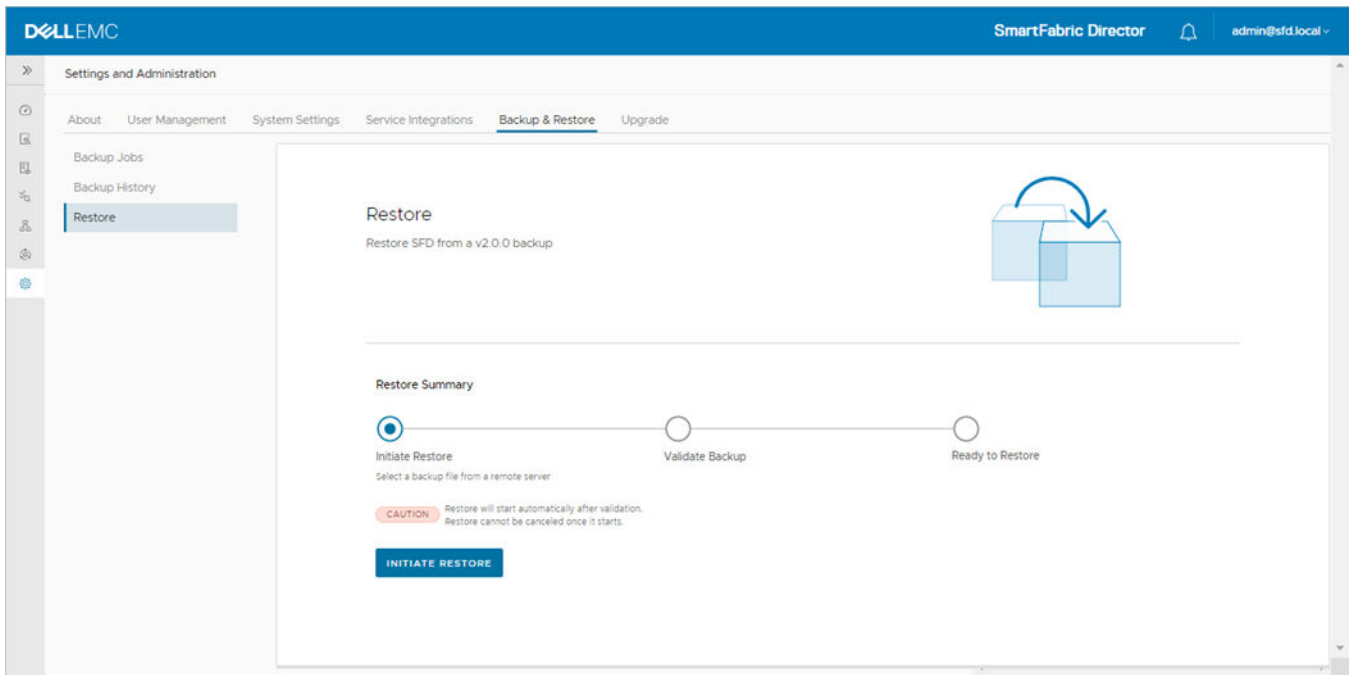 DELLEMC
SmartFabric Director
admin@sfd.local
Settings and Administration
About
User Management
System Settings
Service Integrations
Backup & Restore
Upgrade
Backup Jobs
Backup History
Restore
Restore
Restore SFD from a v2.0.0 backup
Restore Summary
Initiate Restore
Validate Backup
Ready to Restore
Select a backup file from a remote server
CAUTION
Restore will start automatically after validation.
Restore cannot be canceled once it starts.
INITIATE RESTORE